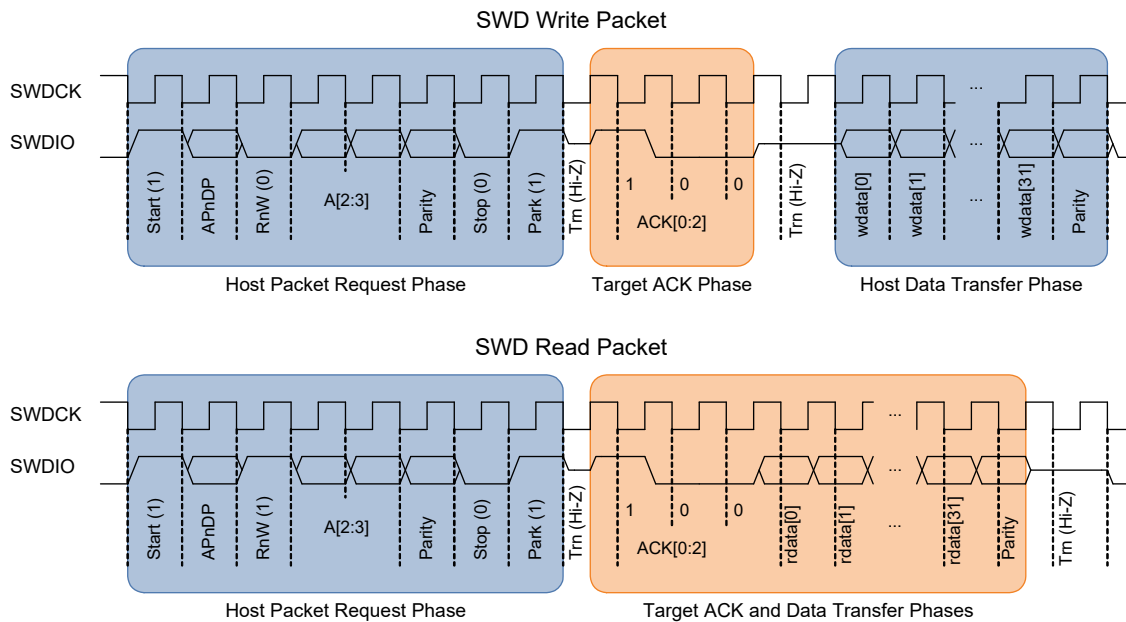 SWD Write Packet
SWDCK
...
SWDIO
...
Start (1)
APnDP
RnW (0)
A[2:3]
Parity
Stop (0)
Park (1)
Trn (Hi-Z)
1
0
0
ACK[0:2]
Trn (Hi-Z)
wdata[0]
wdata[1]
...
wdata[31]
Parity
Host Packet Request Phase
Target ACK Phase
Host Data Transfer Phase
SWD Read Packet
SWDCK
...
SWDIO
...
Start (1)
APnDP
RnW (1)
A[2:3]
Parity
Stop (0)
Park (1)
Trn (Hi-Z)
1
0
0
ACK[0:2]
rdata[0]
rdata[1]
...
rdata[31]
Parity
Trn (Hi-Z)
Host Packet Request Phase
Target ACK and Data Transfer Phases